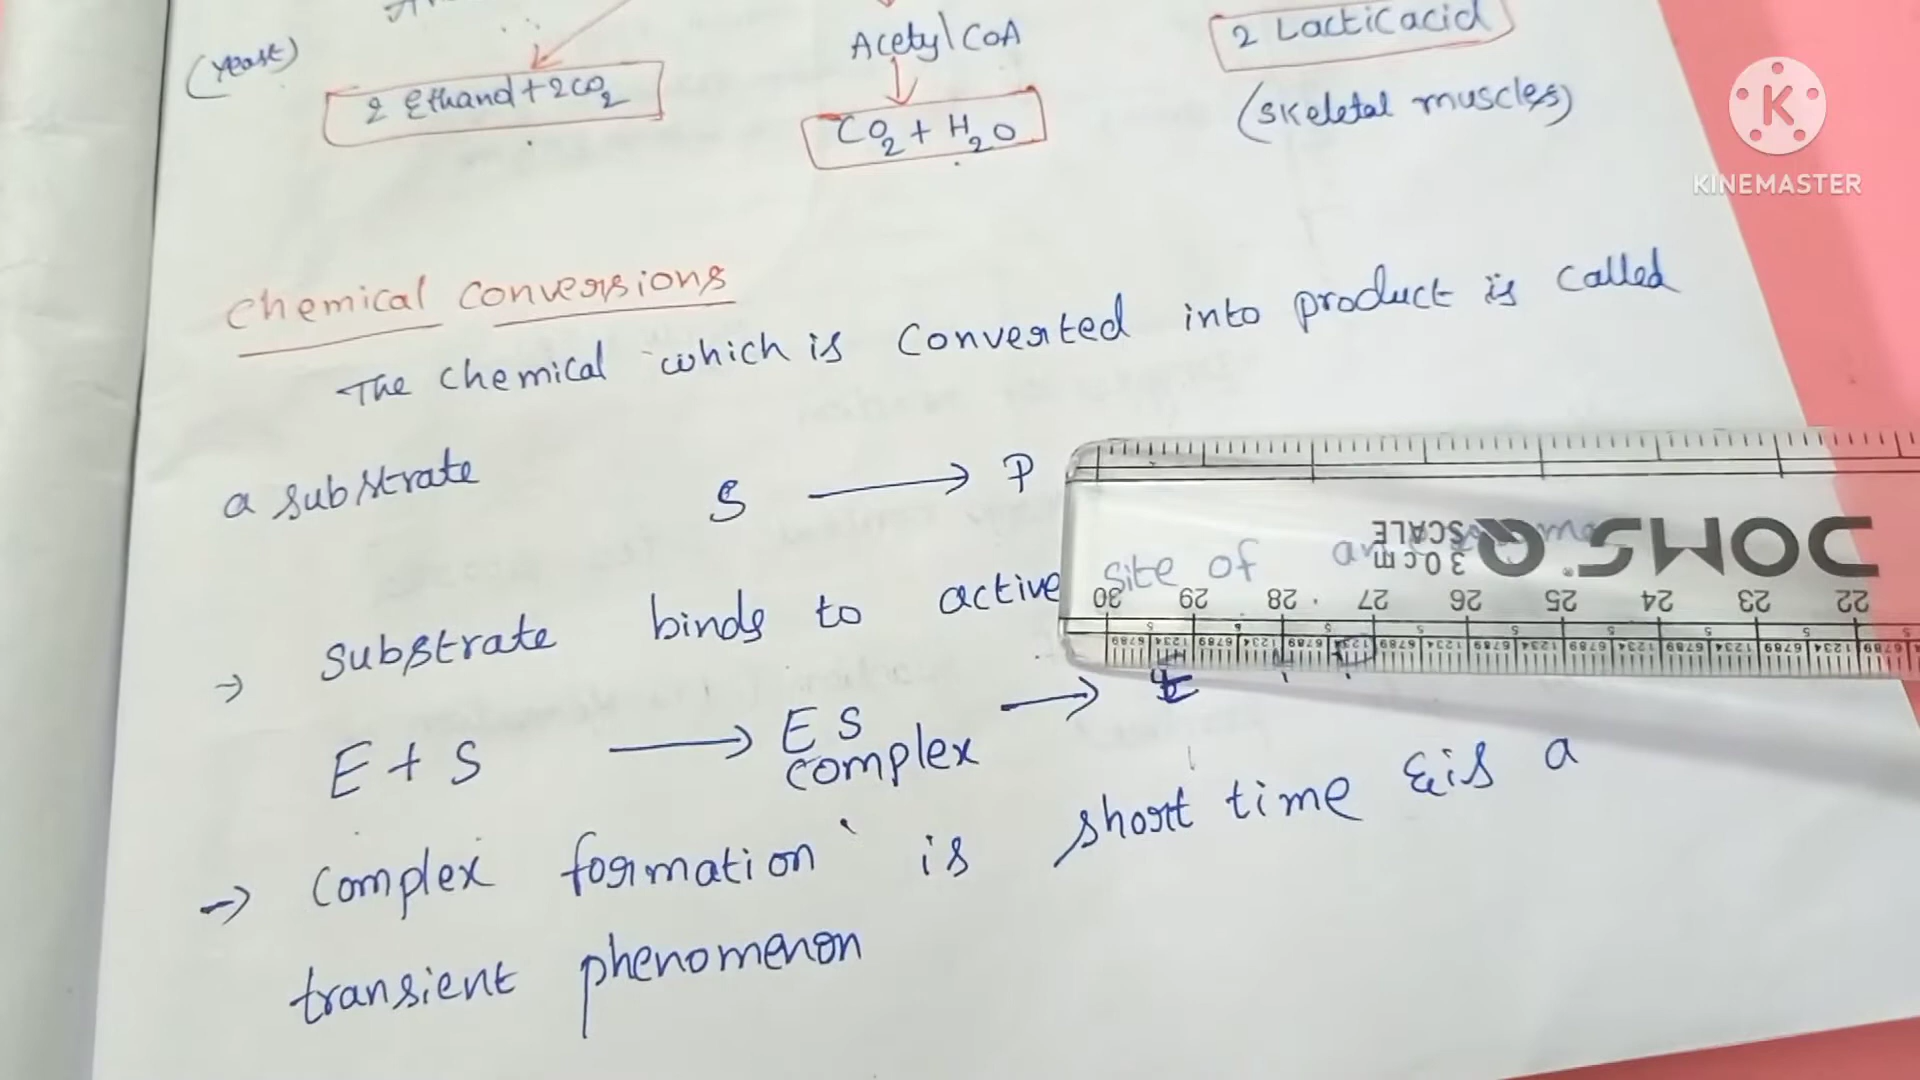 (yeast)
2 Ethanol + 2CO2
Acetyl CoA
CO2 + H2O
2 Lactic acid
(skeletal muscles)
KINEMASTER
chemical conversions
The chemical which is converted into product is called
a substrate
S → P
→ substrate binds to active site of an
E + S → E S complex →
→ complex formation is short time & is a
transient phenomenon
DOMS Q
30cm SCALE
30 29 28 27 26 25 24 23 22